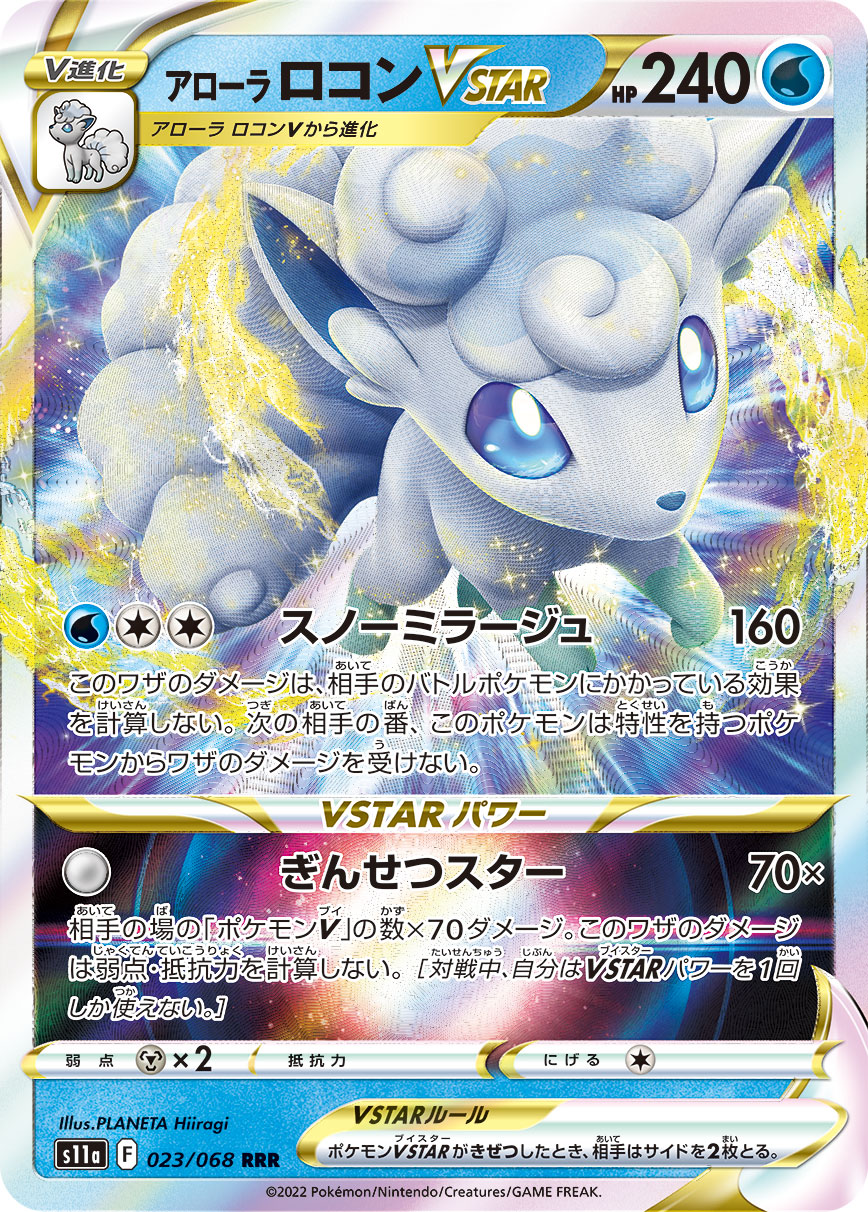 V進化
アローラ ロコンVSTAR HP240
アローラ ロコンVから進化
スノーミラージュ 160
このワザのダメージは、相手のバトルポケモンにかかっている効果
を計算しない。次の相手の番、このポケモンは特性を持つポケ
モンからワザのダメージを受けない。
VSTARパワー
ぎんせつスター 70×
相手の場の「ポケモンV」の数×70ダメージ。このワザのダメージ
は弱点・抵抗力を計算しない。[対戦中、自分はVSTARパワーを1回
しか使えない。]
弱点 ×2 抵抗力 にげる
Illus.PLANETA Hiiragi
VSTARルール
ポケモンVSTARがきぜつしたとき、相手はサイドを2枚とる。
s11a F 023/068 RRR
©2022 Pokémon/Nintendo/Creatures/GAME FREAK.